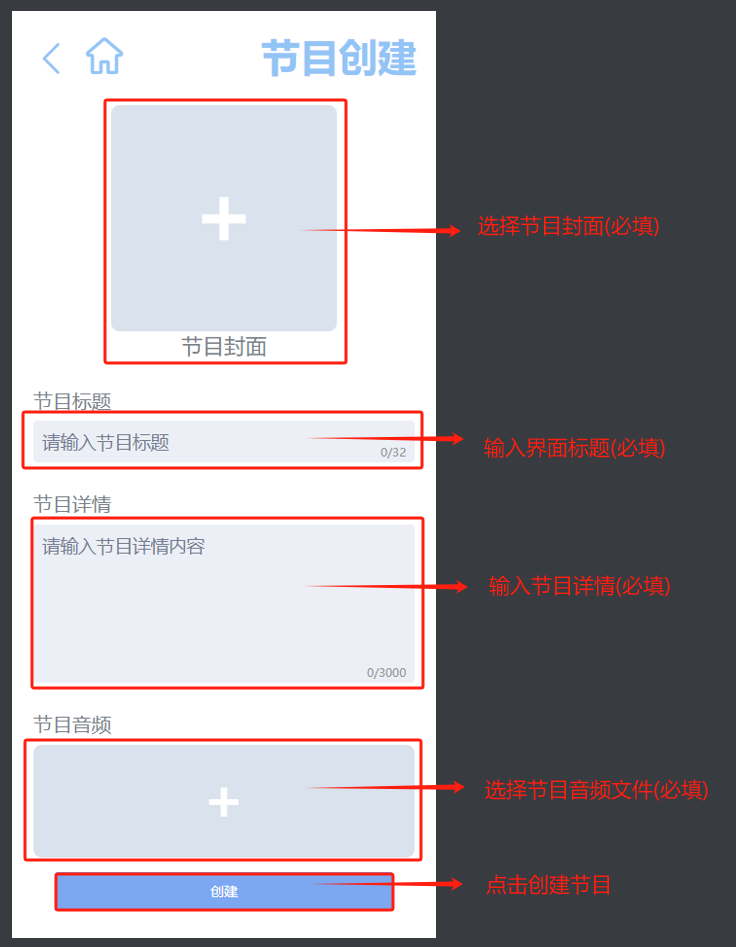 节目创建
选择节目封面(必填)
节目封面
节目标题
请输入节目标题
0/32
输入界面标题(必填)
节目详情
请输入节目详情内容
输入节目详情(必填)
0/3000
节目音频
选择节目音频文件(必填)
创建
点击创建节目